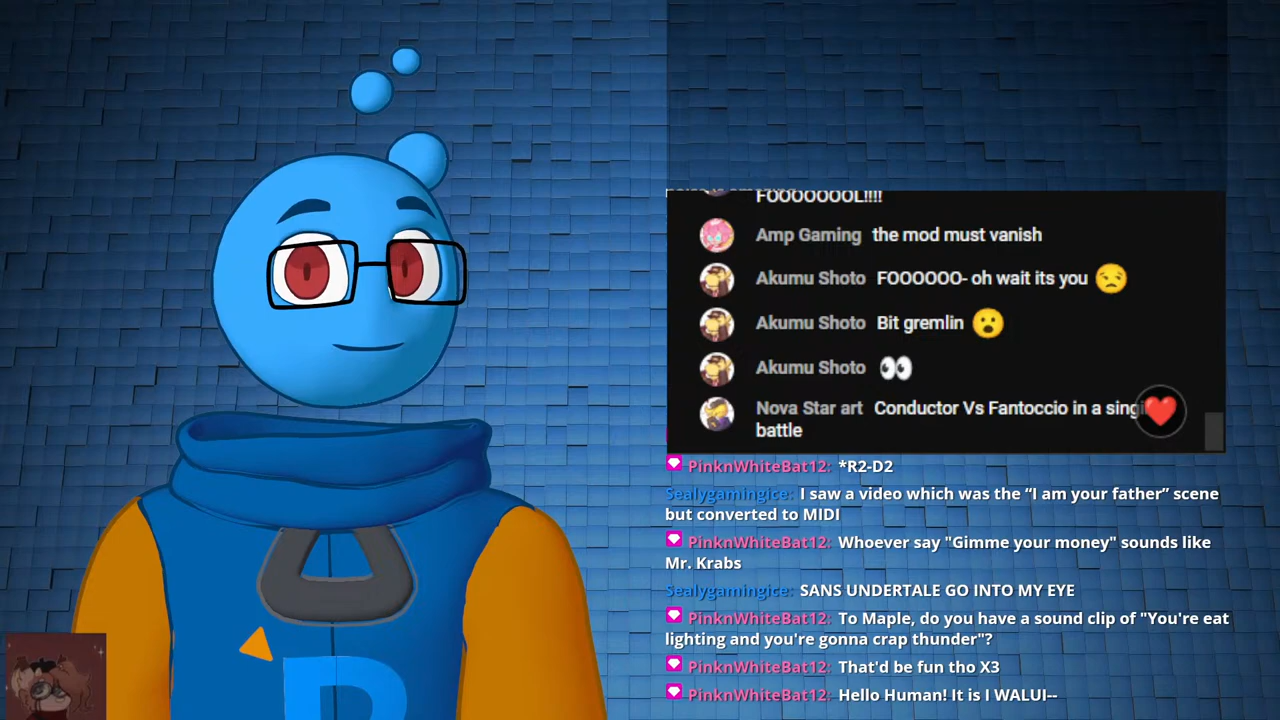 FOOOOOOOL!!!!
Amp Gaming the mod must vanish
Akumu Shoto FOOOOOO- oh wait its you 😒
Akumu Shoto Bit gremlin 😮
Akumu Shoto 👀
Nova Star art Conductor Vs Fantoccio in a singi
battle
PinknWhiteBat12: *R2-D2
Sealygamingice: I saw a video which was the “I am your father” scene
but converted to MIDI
PinknWhiteBat12: Whoever say "Gimme your money" sounds like
Mr. Krabs
Sealygamingice: SANS UNDERTALE GO INTO MY EYE
PinknWhiteBat12: To Maple, do you have a sound clip of "You're eat
lighting and you're gonna crap thunder"?
PinknWhiteBat12: That'd be fun tho X3
PinknWhiteBat12: Hello Human! It is I WALUI--